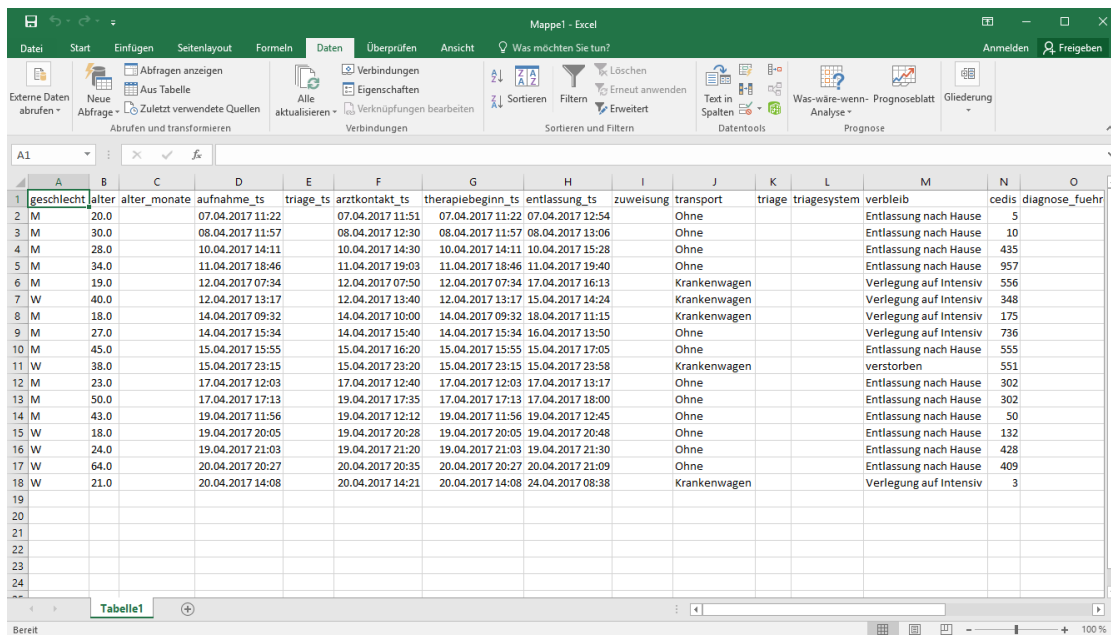 Mappe1 - Excel
Datei Start Einfügen Seitenlayout Formeln Daten Überprüfen Ansicht Was möchten Sie tun? Anmelden Freigeben
Externe Daten abrufen
Neue Abfrage
Abfragen anzeigen
Aus Tabelle
Zuletzt verwendete Quellen
Abrufen und transformieren
Alle aktualisieren
Verbindungen
Eigenschaften
Verknüpfungen bearbeiten
Verbindungen
Sortieren
Filtern
Löschen
Erneut anwenden
Erweitert
Sortieren und Filtern
Text in Spalten
Datentools
Was-wäre-wenn-Analyse
Prognoseblatt
Prognose
Gliederung
A1 fx
A B C D E F G H I J K L M N O
1 geschlecht alter alter_monate aufnahme_ts triage_ts arztkontakt_ts therapiebeginn_ts entlassung_ts zuweisung transport triage triagesystem verbleib cedis diagnose_fuehr
2 M 20.0 07.04.2017 11:22 07.04.2017 11:51 07.04.2017 11:22 07.04.2017 12:54 Ohne Entlassung nach Hause 5
3 M 30.0 08.04.2017 11:57 08.04.2017 12:30 08.04.2017 11:57 08.04.2017 13:06 Ohne Entlassung nach Hause 10
4 M 28.0 10.04.2017 14:11 10.04.2017 14:30 10.04.2017 14:11 10.04.2017 15:28 Ohne Entlassung nach Hause 435
5 M 34.0 11.04.2017 18:46 11.04.2017 19:03 11.04.2017 18:46 11.04.2017 19:40 Ohne Entlassung nach Hause 957
6 M 19.0 12.04.2017 07:34 12.04.2017 07:50 12.04.2017 07:34 17.04.2017 16:13 Krankenwagen Verlegung auf Intensiv 556
7 W 40.0 12.04.2017 13:17 12.04.2017 13:40 12.04.2017 13:17 15.04.2017 14:24 Ohne Verlegung auf Intensiv 348
8 M 18.0 14.04.2017 09:32 14.04.2017 10:00 14.04.2017 09:32 18.04.2017 11:15 Krankenwagen Verlegung auf Intensiv 175
9 M 27.0 14.04.2017 15:34 14.04.2017 15:40 14.04.2017 15:34 16.04.2017 13:50 Ohne Verlegung auf Intensiv 736
10 M 45.0 15.04.2017 15:55 15.04.2017 16:20 15.04.2017 15:55 15.04.2017 17:05 Ohne Entlassung nach Hause 555
11 W 38.0 15.04.2017 23:15 15.04.2017 23:20 15.04.2017 23:15 15.04.2017 23:58 Krankenwagen verstorben 551
12 M 23.0 17.04.2017 12:03 17.04.2017 12:40 17.04.2017 12:03 17.04.2017 13:17 Ohne Entlassung nach Hause 302
13 M 50.0 17.04.2017 17:13 19.04.2017 17:35 17.04.2017 17:13 17.04.2017 18:00 Ohne Entlassung nach Hause 302
14 M 43.0 19.04.2017 11:56 19.04.2017 12:12 19.04.2017 11:56 19.04.2017 12:45 Ohne Entlassung nach Hause 50
15 W 18.0 19.04.2017 20:05 19.04.2017 20:28 19.04.2017 20:05 19.04.2017 20:48 Ohne Entlassung nach Hause 132
16 W 24.0 19.04.2017 21:03 19.04.2017 21:20 19.04.2017 21:03 19.04.2017 21:30 Ohne Entlassung nach Hause 428
17 W 64.0 20.04.2017 20:27 20.04.2017 20:35 20.04.2017 20:27 20.04.2017 21:09 Ohne Entlassung nach Hause 409
18 W 21.0 20.04.2017 14:08 20.04.2017 14:21 20.04.2017 14:08 24.04.2017 08:38 Krankenwagen Verlegung auf Intensiv 3
19
20
21
22
23
24
Tabelle1
Bereit 100 %